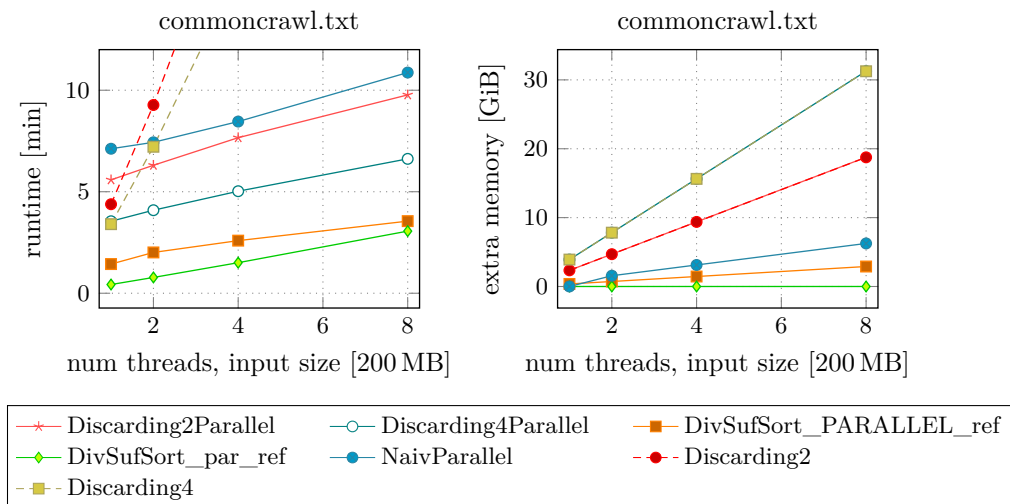 commoncrawl.txt
runtime [min]
10
5
0
2 4 6 8
num threads, input size [200 MB]
commoncrawl.txt
extra memory [GiB]
30
20
10
0
2 4 6 8
num threads, input size [200 MB]
Discarding2Parallel Discarding4Parallel DivSufSort_PARALLEL_ref
DivSufSort_par_ref NaivParallel Discarding2
Discarding4